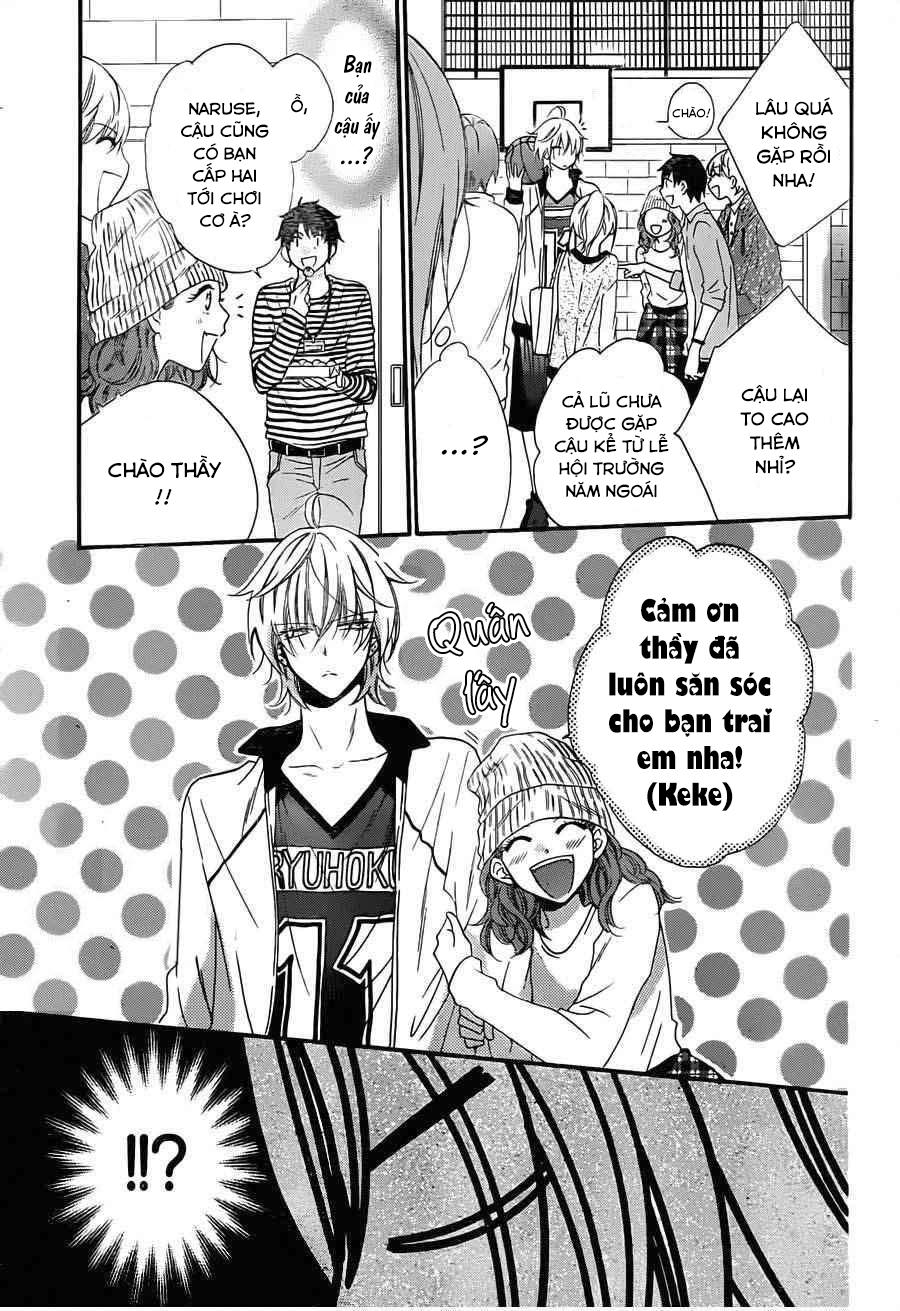 LÂU QUÁ
KHÔNG
GẶP RỒI
NHA!
CHÀO!
CẬU LẠI
TO CAO
THÊM
NHỈ?
CẢ LŨ CHƯA
ĐƯỢC GẶP
CẬU KỂ TỪ LỄ
HỘI TRƯỜNG
NĂM NGOÁI
...?
Bạn
của
cậu ấy
...?
Ồ,
NARUSE,
CẬU CŨNG
CÓ BẠN
CẤP HAI
TỚI CHƠI
CƠ À?
CHÀO THẦY
!!
Cảm ơn
thầy đã
luôn săn sóc
cho bạn trai
em nha!
(Keke)
Quấn
lấy
RYUHOKU
11
!!?